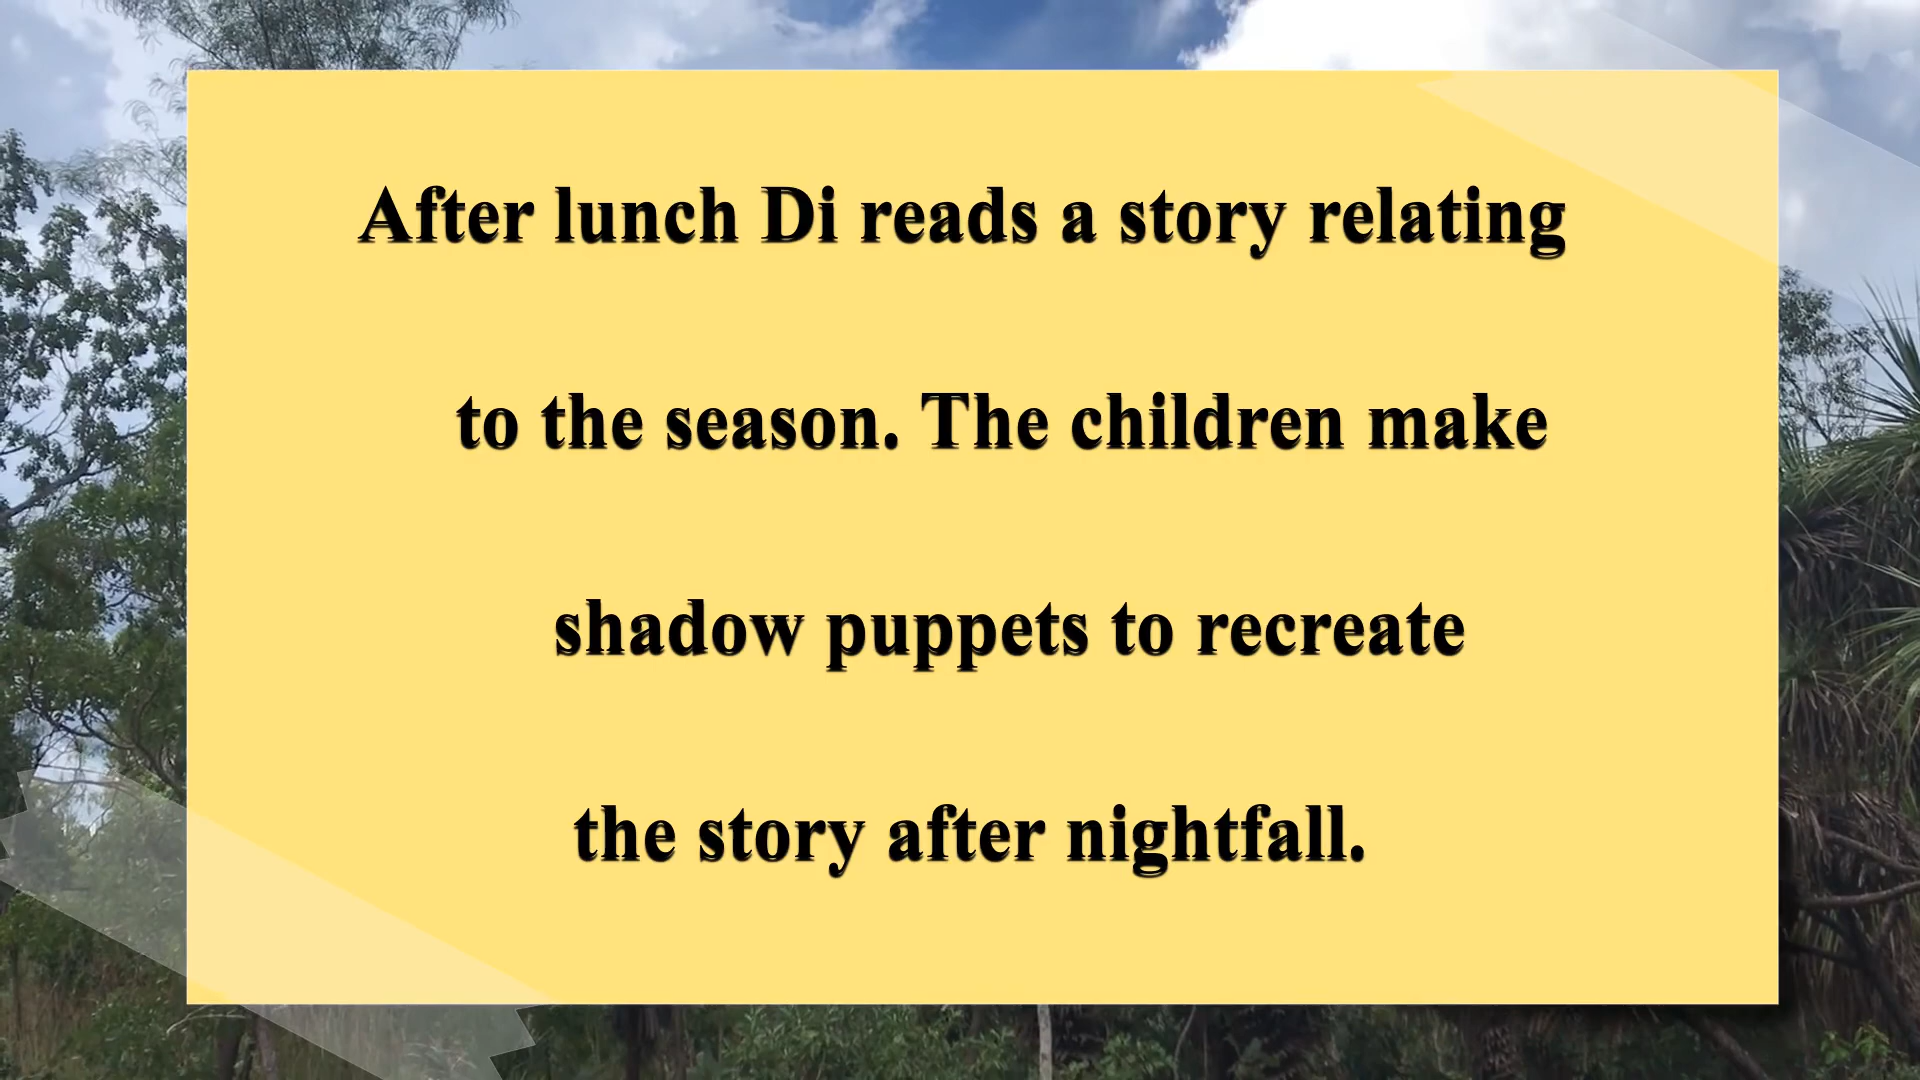 After lunch Di reads a story relating
to the season. The children make
shadow puppets to recreate
the story after nightfall.